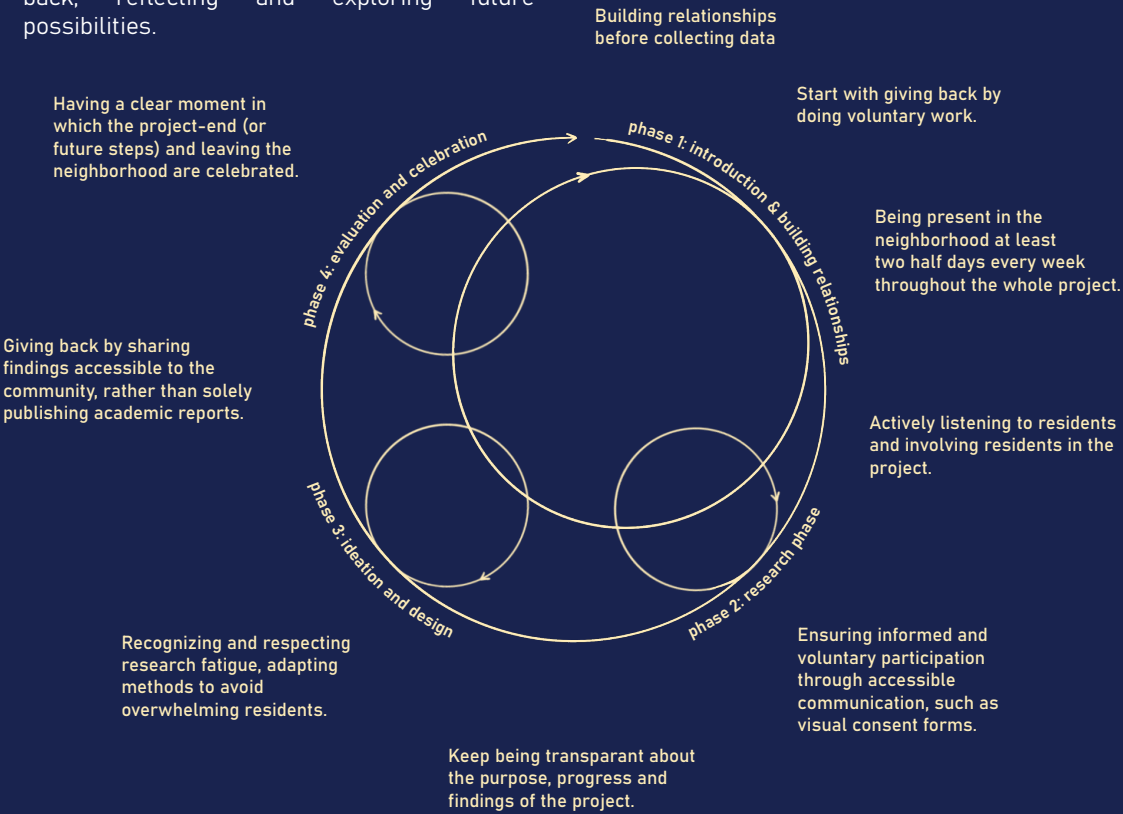 back, reflecting and exploring future
possibilities.
Building relationships
before collecting data
Start with giving back by
doing voluntary work.
Having a clear moment in
which the project-end (or
future steps) and leaving the
neighborhood are celebrated.
phase 1: introduction & building relationships
phase 4: evaluation and celebration
Being present in the
neighborhood at least
two half days every week
throughout the whole project.
Giving back by sharing
findings accessible to the
community, rather than solely
publishing academic reports.
Actively listening to residents
and involving residents in the
project.
phase 3: ideation and design
phase 2: research phase
Recognizing and respecting
research fatigue, adapting
methods to avoid
overwhelming residents.
Ensuring informed and
voluntary participation
through accessible
communication, such as
visual consent forms.
Keep being transparant about
the purpose, progress and
findings of the project.